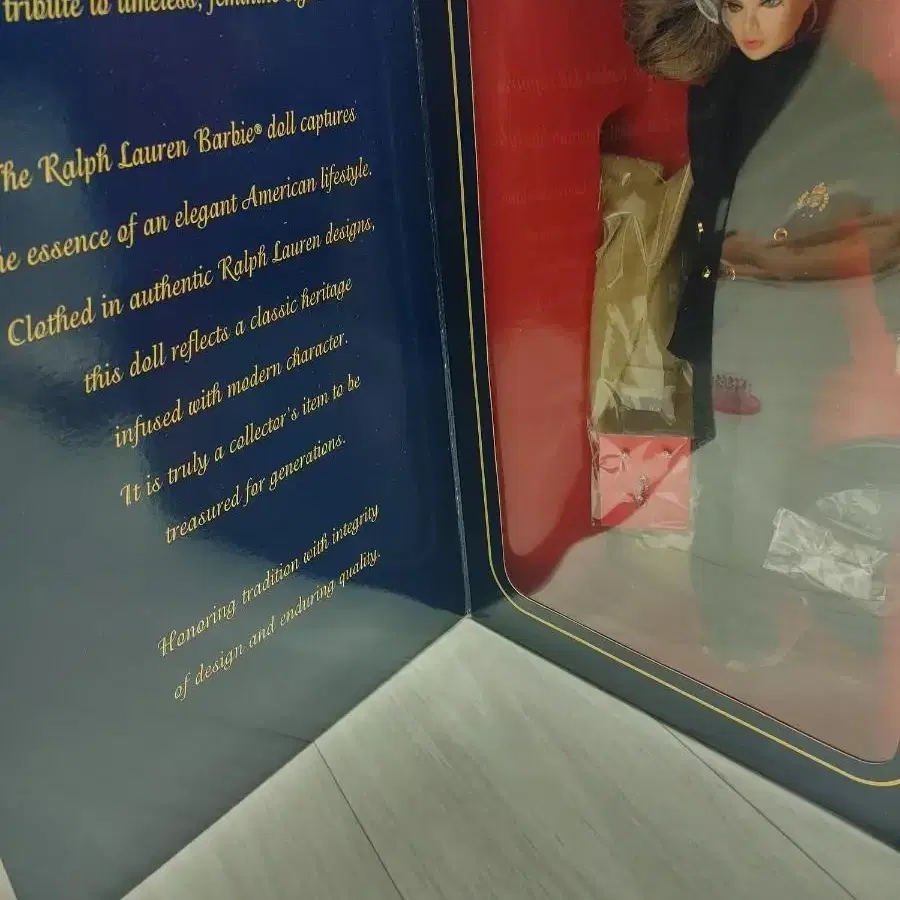 tribute to timeless, feminine
The Ralph Lauren Barbie® doll captures
the essence of an elegant American lifestyle.
Clothed in authentic Ralph Lauren designs,
this doll reflects a classic heritage
infused with modern character.
It is truly a collector's item to be
treasured for generations.
Honoring tradition with integrity
of design and enduring quality.